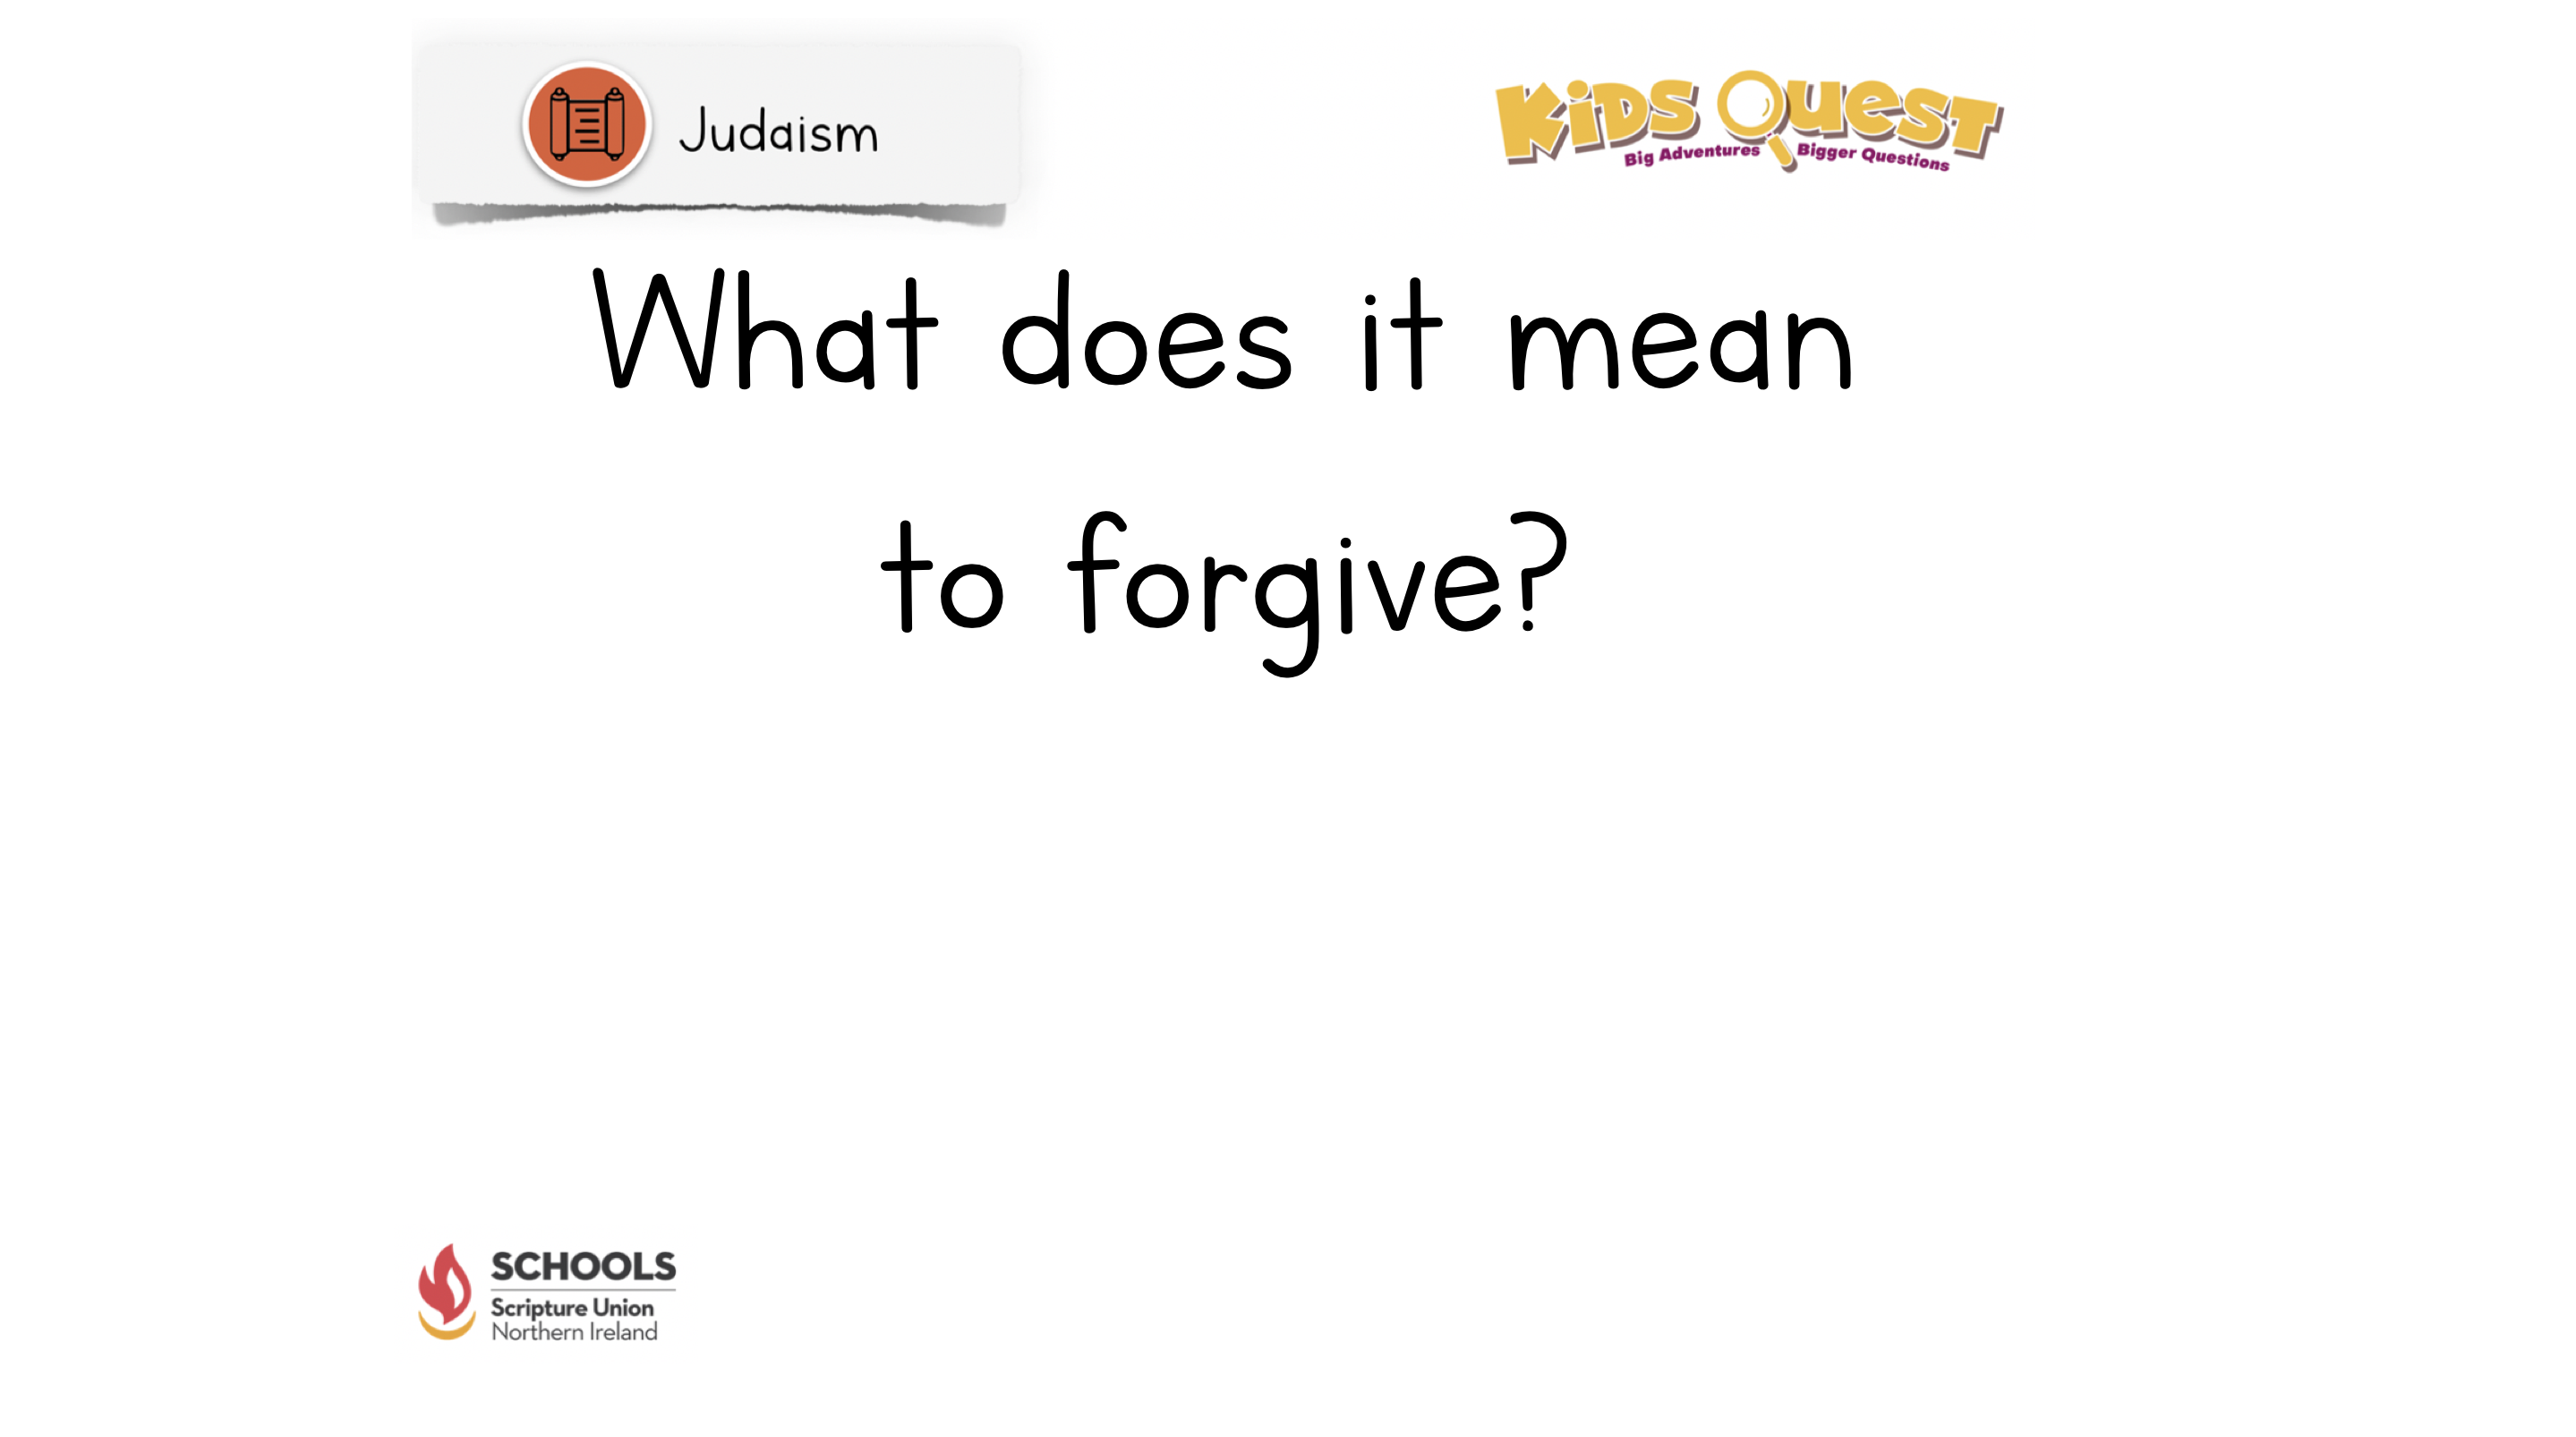 Judaism
KiDS QUEST
Big Adventures Bigger Questions
What does it mean
to forgive?
SCHOOLS
Scripture Union
Northern Ireland